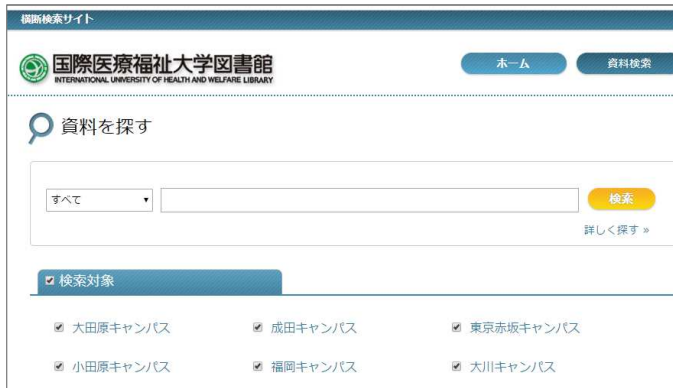 横断検索サイト
国際医療福祉大学図書館
INTERNATIONAL UNIVERSITY OF HEALTH AND WELFARE LIBRARY
ホーム 資料検索
資料を探す
すべて 検索
詳しく探す »
検索対象
大田原キャンパス 成田キャンパス 東京赤坂キャンパス
小田原キャンパス 福岡キャンパス 大川キャンパス